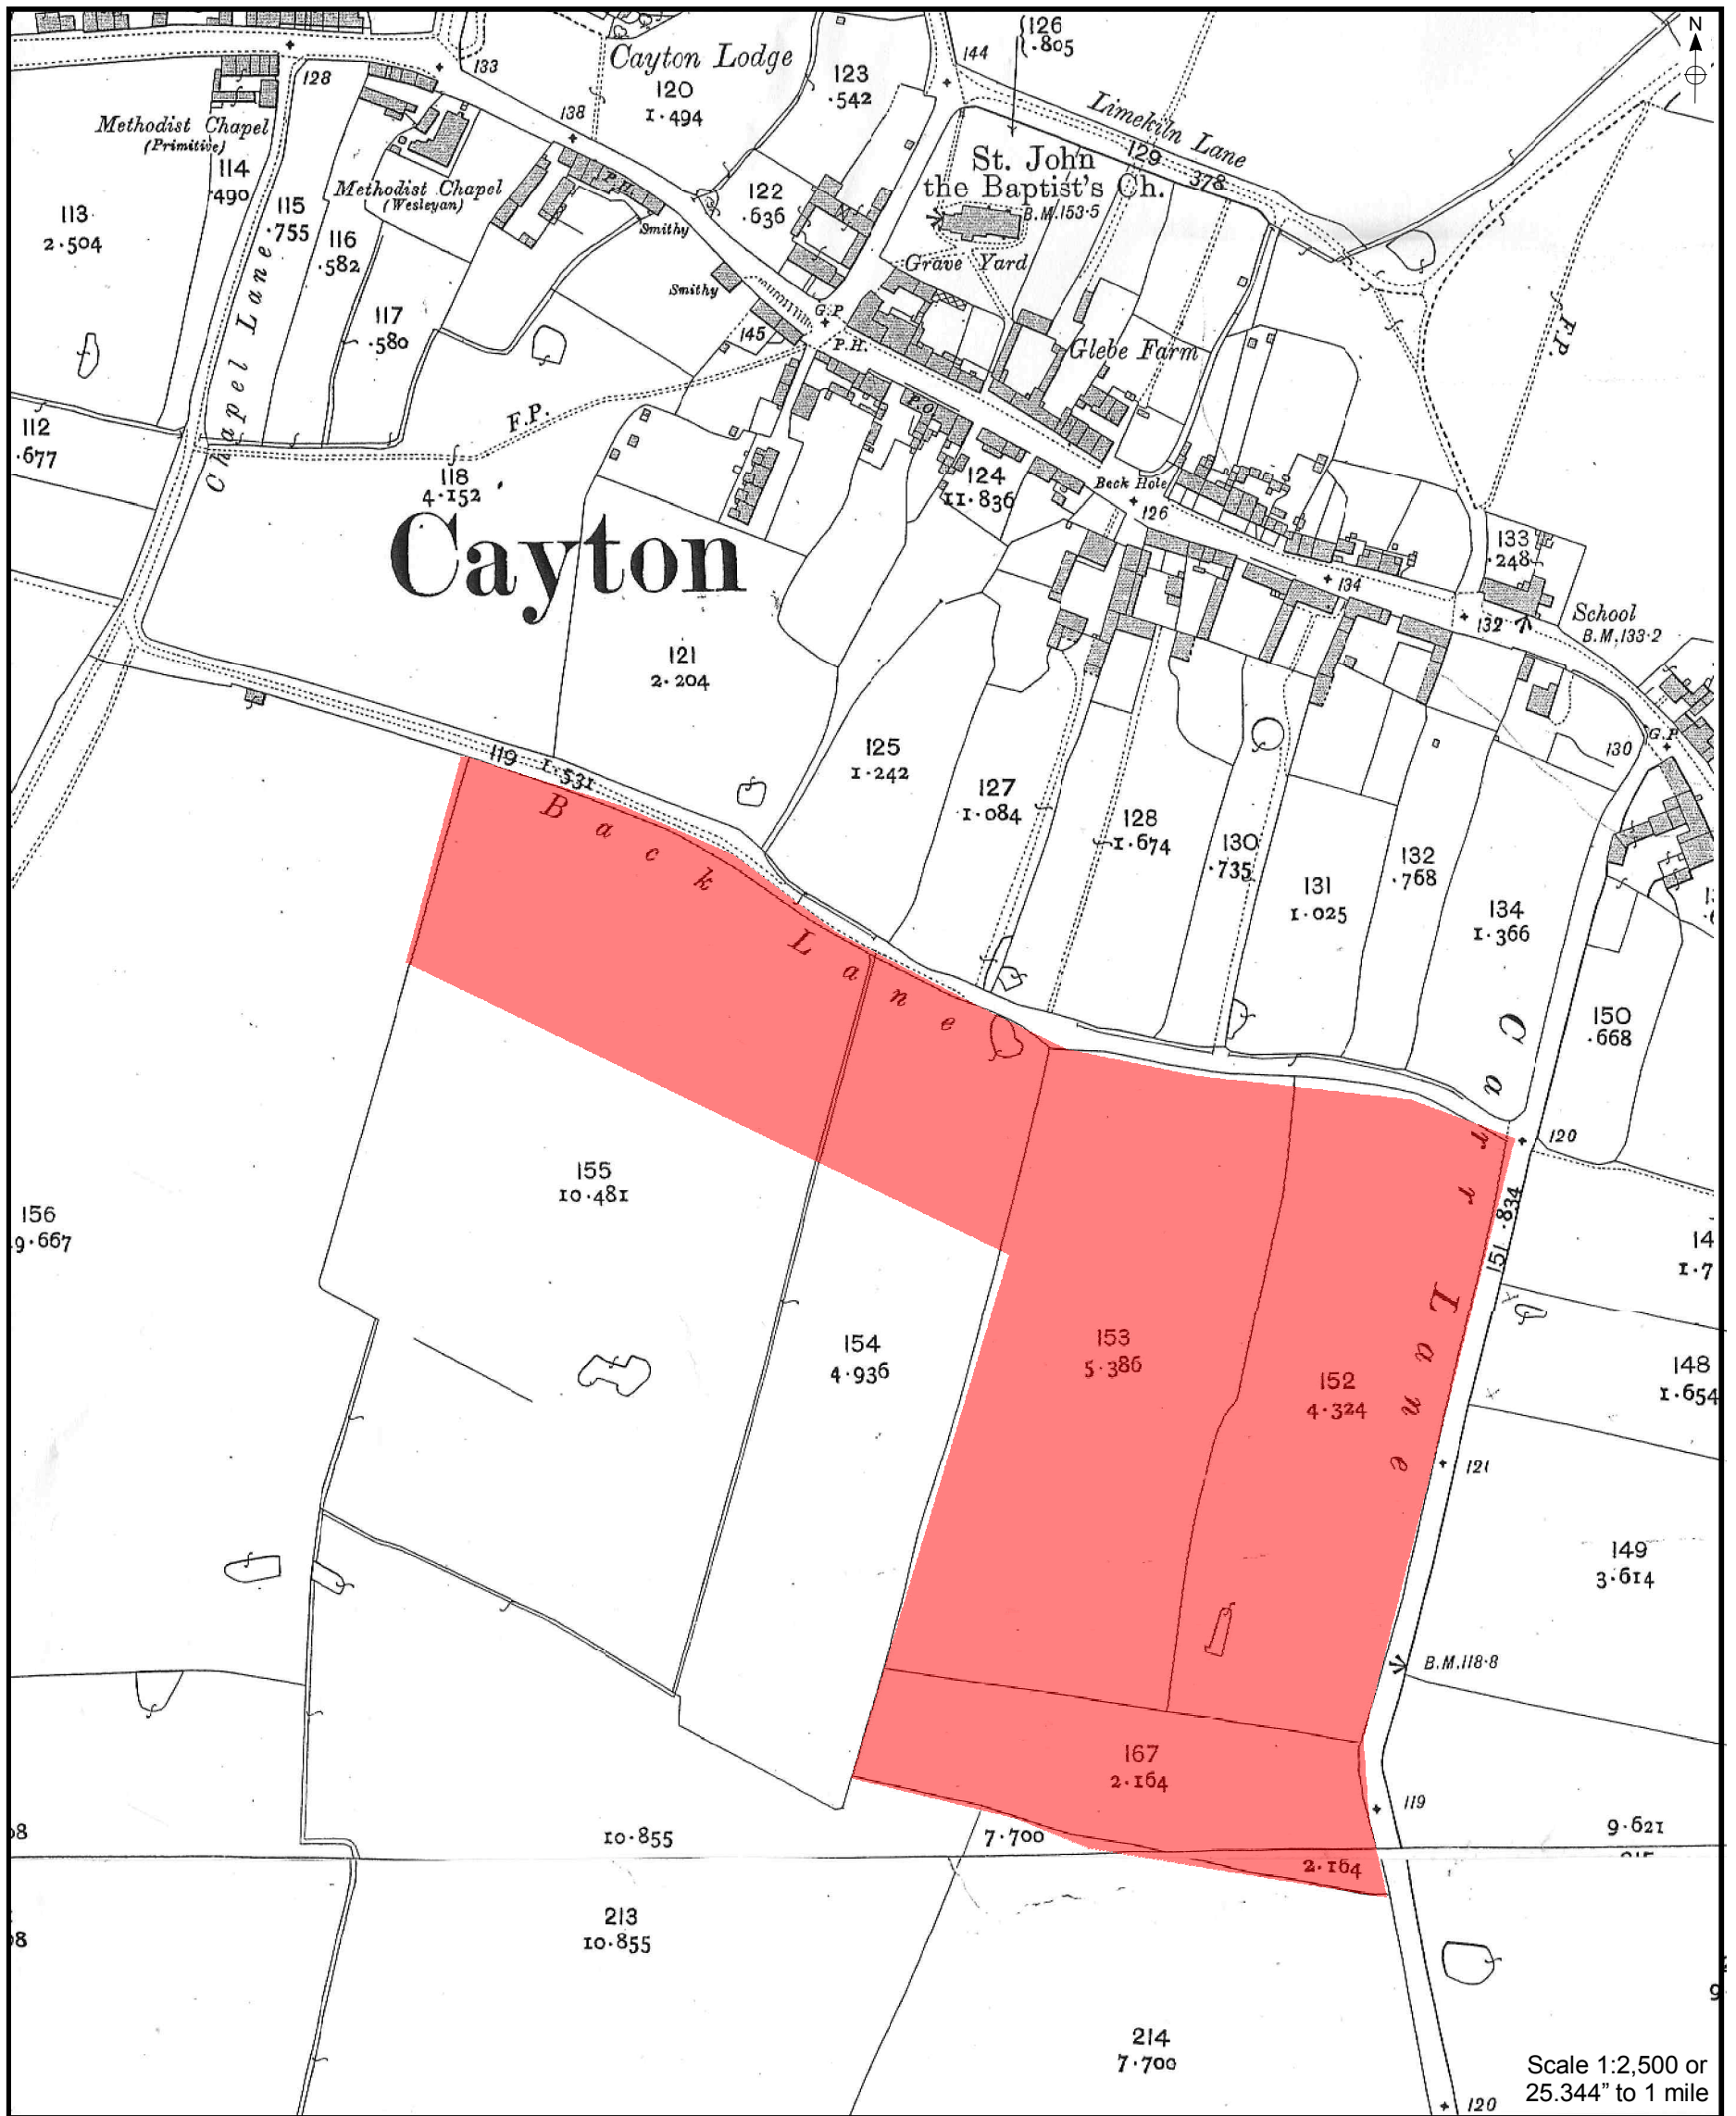 N
Cayton Lodge
120
1.494
123
.542
144
126
.805
133
128
138
Methodist Chapel
(Primitive)
Methodist Chapel
(Wesleyan)
P.H.
Smithy
Smithy
Limekiln Lane
129
.378
St. John
the Baptist's Ch.
B.M.153.5
Grave Yard
122
.636
113
2.504
114
.490
115
.755
116
.582
117
.580
Chapel Lane
G.P.
145
P.H.
Glebe Farm
F.P.
F.P.
112
.677
118
4.152
P.O.
124
11.836
Beck Hole
126
133
.248
Cayton
134
132
School
B.M.133.2
121
2.204
G.P.
130
119 1.531
Back Lane
125
1.242
127
1.084
128
1.674
130
.735
131
1.025
132
.768
134
1.366
150
.668
Carr Lane
120
151 .834
155
10.481
156
9.667
14
1.7
154
4.936
153
5.386
152
4.324
148
1.654
121
149
3.614
B.M.118.8
167
2.164
119
10.855
7.700
9.621
2.164
213
10.855
214
7.700
120
Scale 1:2,500 or
25.344” to 1 mile